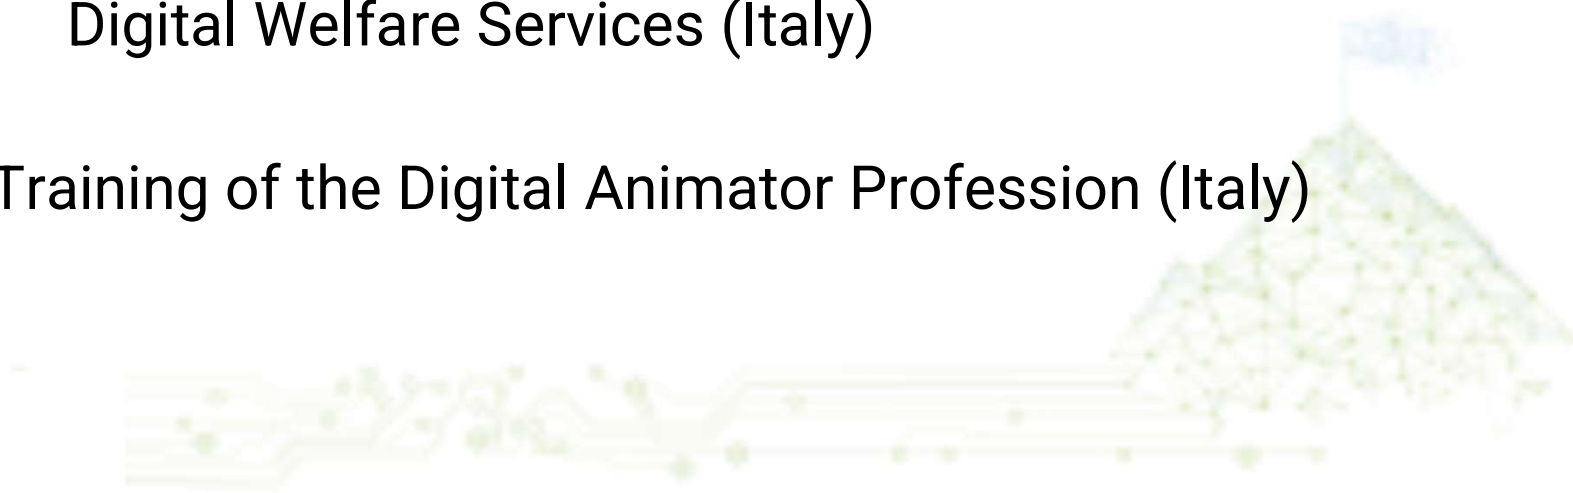 Digital Welfare Services (Italy)
Training of the Digital Animator Profession (Italy)